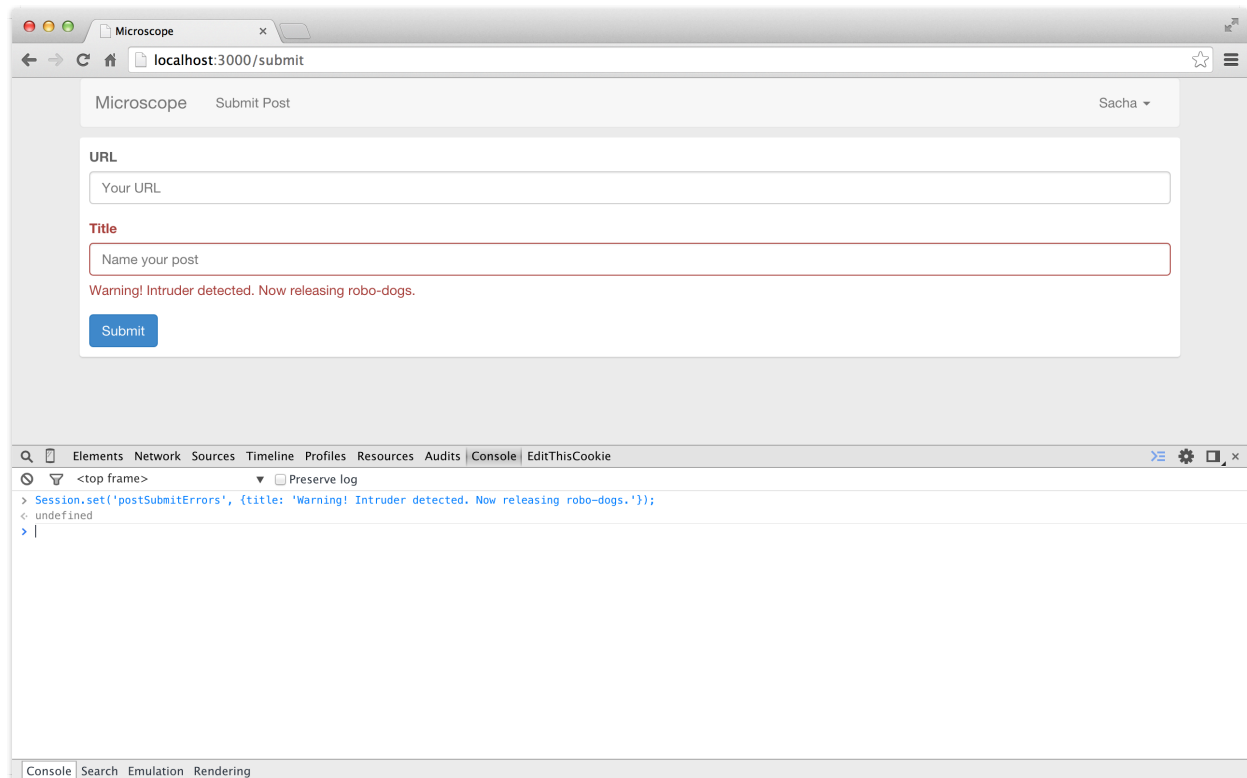 Microscope
localhost:3000/submit
Microscope Submit Post Sacha
URL
Your URL
Title
Name your post
Warning! Intruder detected. Now releasing robo-dogs.
Submit
Elements Network Sources Timeline Profiles Resources Audits Console EditThisCookie
<top frame> Preserve log
> Session.set('postSubmitErrors', {title: 'Warning! Intruder detected. Now releasing robo-dogs.'});
undefined
>
Console Search Emulation Rendering